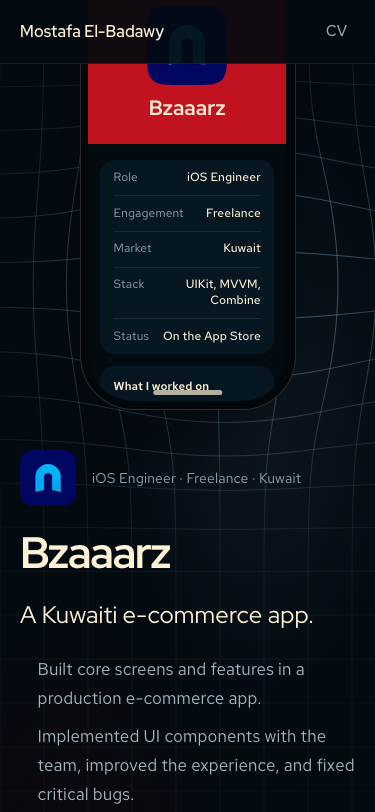 Mostafa El-Badawy
CV
Bzaaarz
Role iOS Engineer
Engagement Freelance
Market Kuwait
Stack UIKit, MVVM,
Combine
Status On the App Store
What I worked on
iOS Engineer · Freelance · Kuwait
Bzaaarz
A Kuwaiti e-commerce app.
Built core screens and features in a
production e-commerce app.
Implemented UI components with the
team, improved the experience, and fixed
critical bugs.